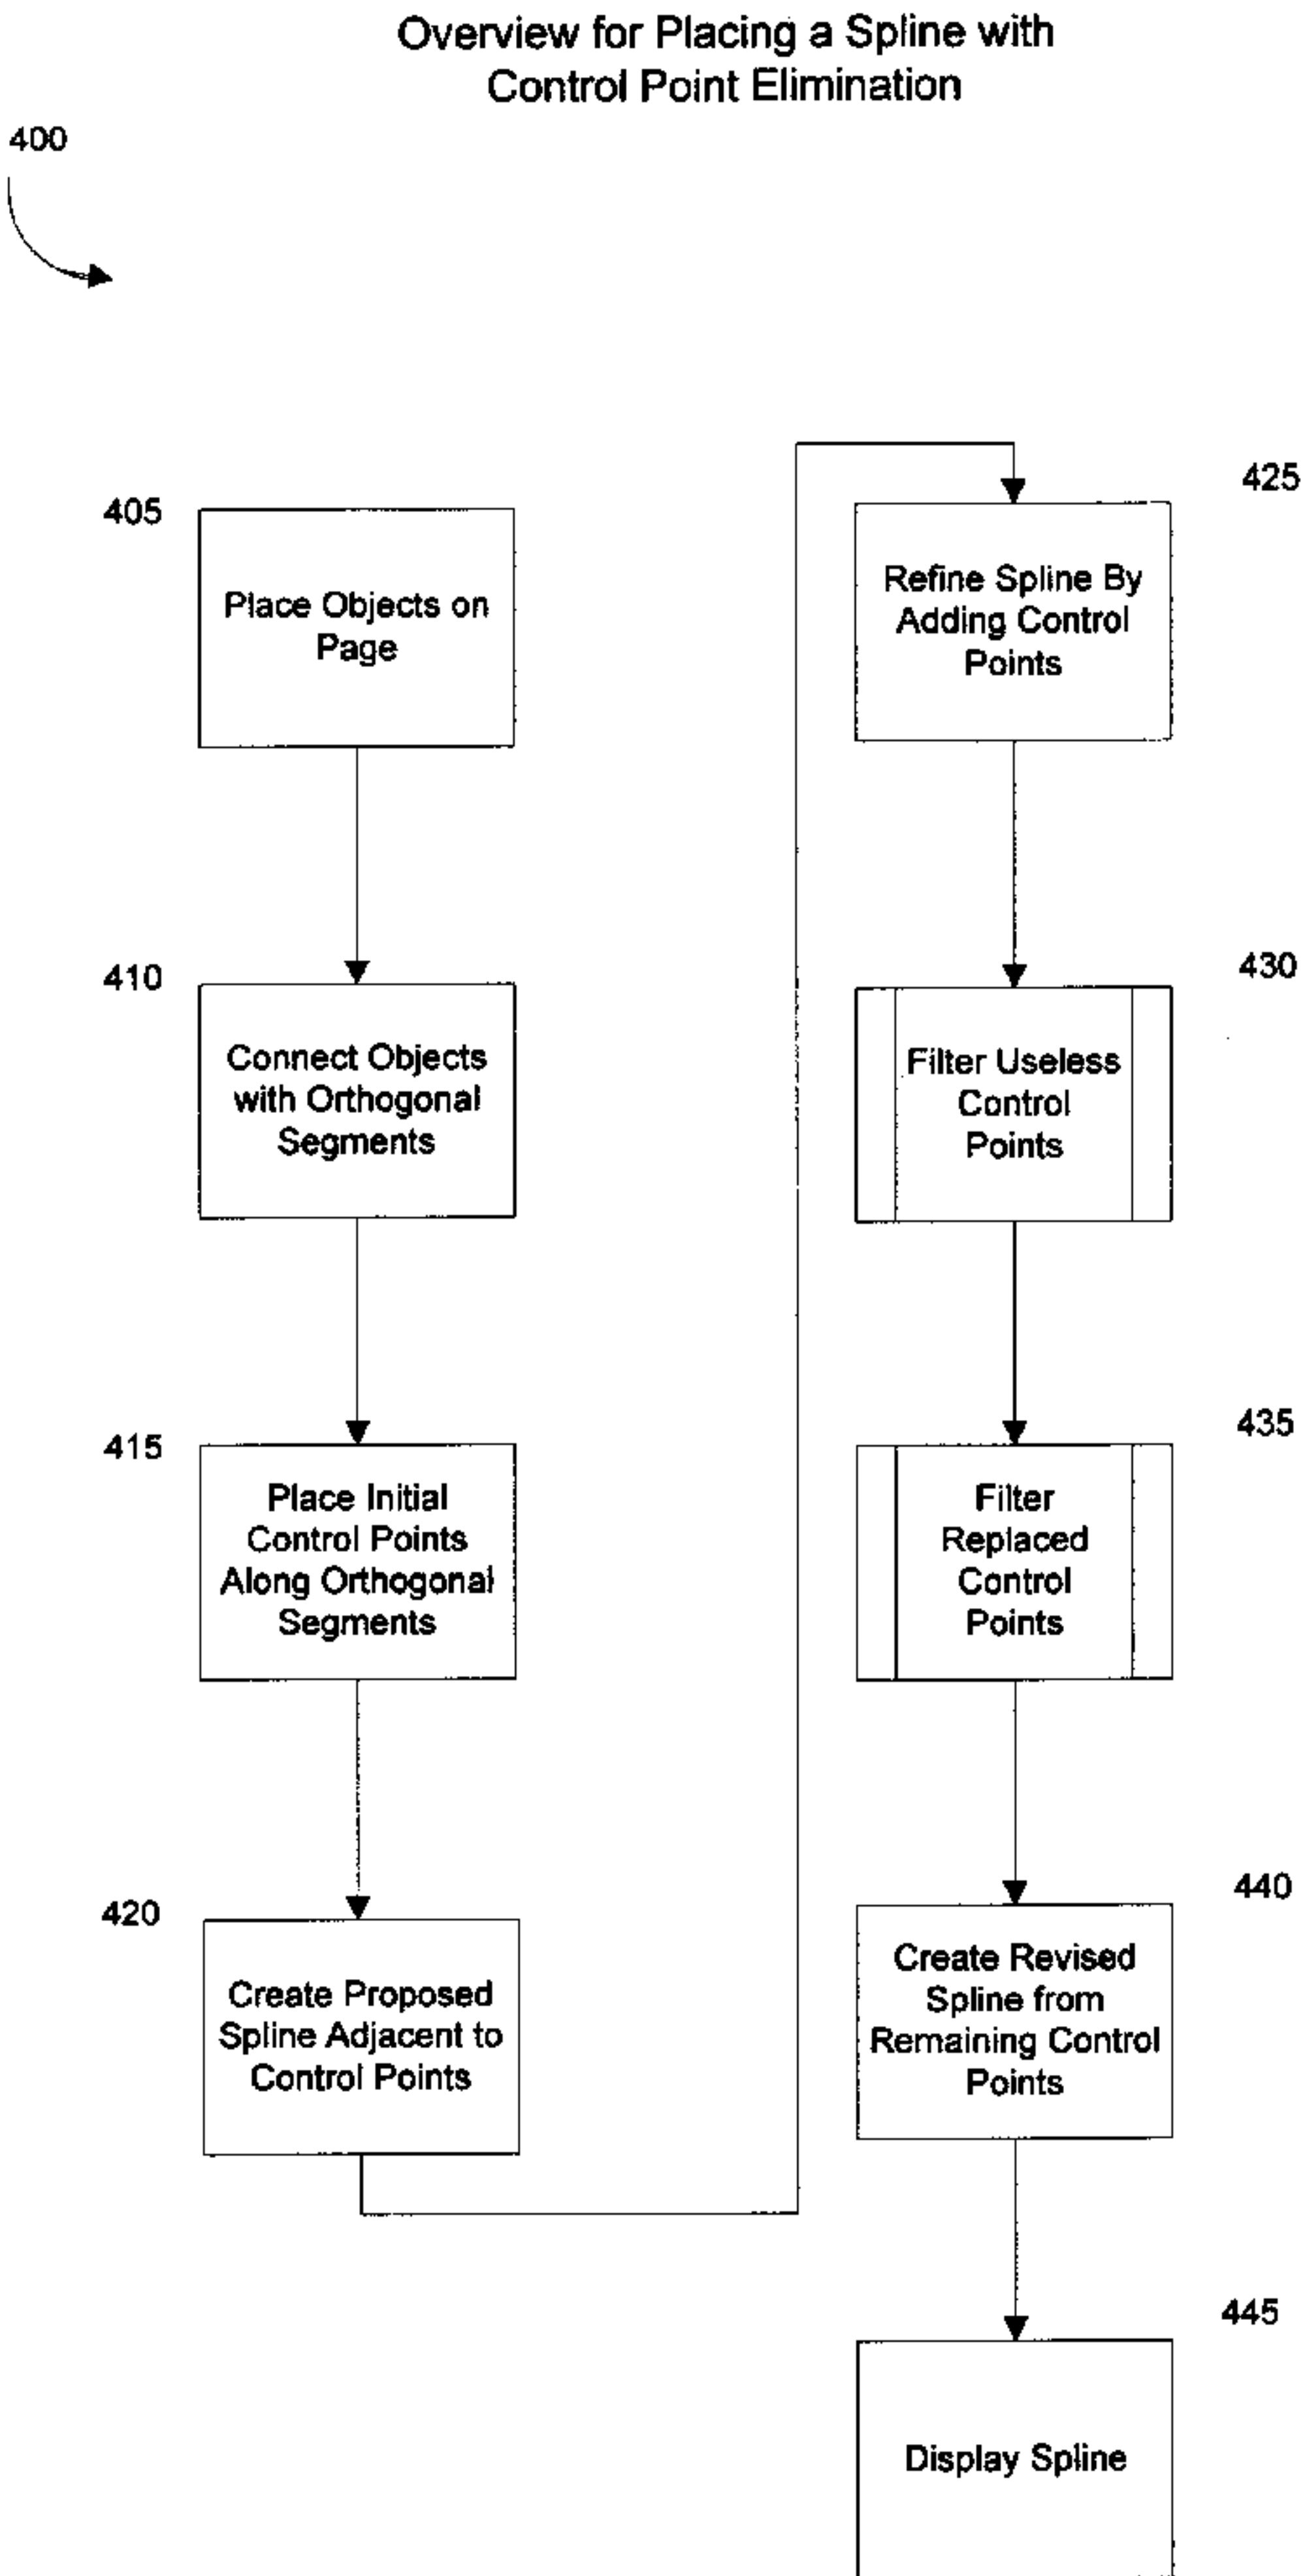 Overview for Placing a Spline with
Control Point Elimination
400
405
Place Objects on
Page
410
Connect Objects
with Orthogonal
Segments
415
Place Initial
Control Points
Along Orthogonal
Segments
420
Create Proposed
Spline Adjacent to
Control Points
425
Refine Spline By
Adding Control
Points
430
Filter Useless
Control
Points
435
Filter
Replaced
Control
Points
440
Create Revised
Spline from
Remaining Control
Points
445
Display Spline